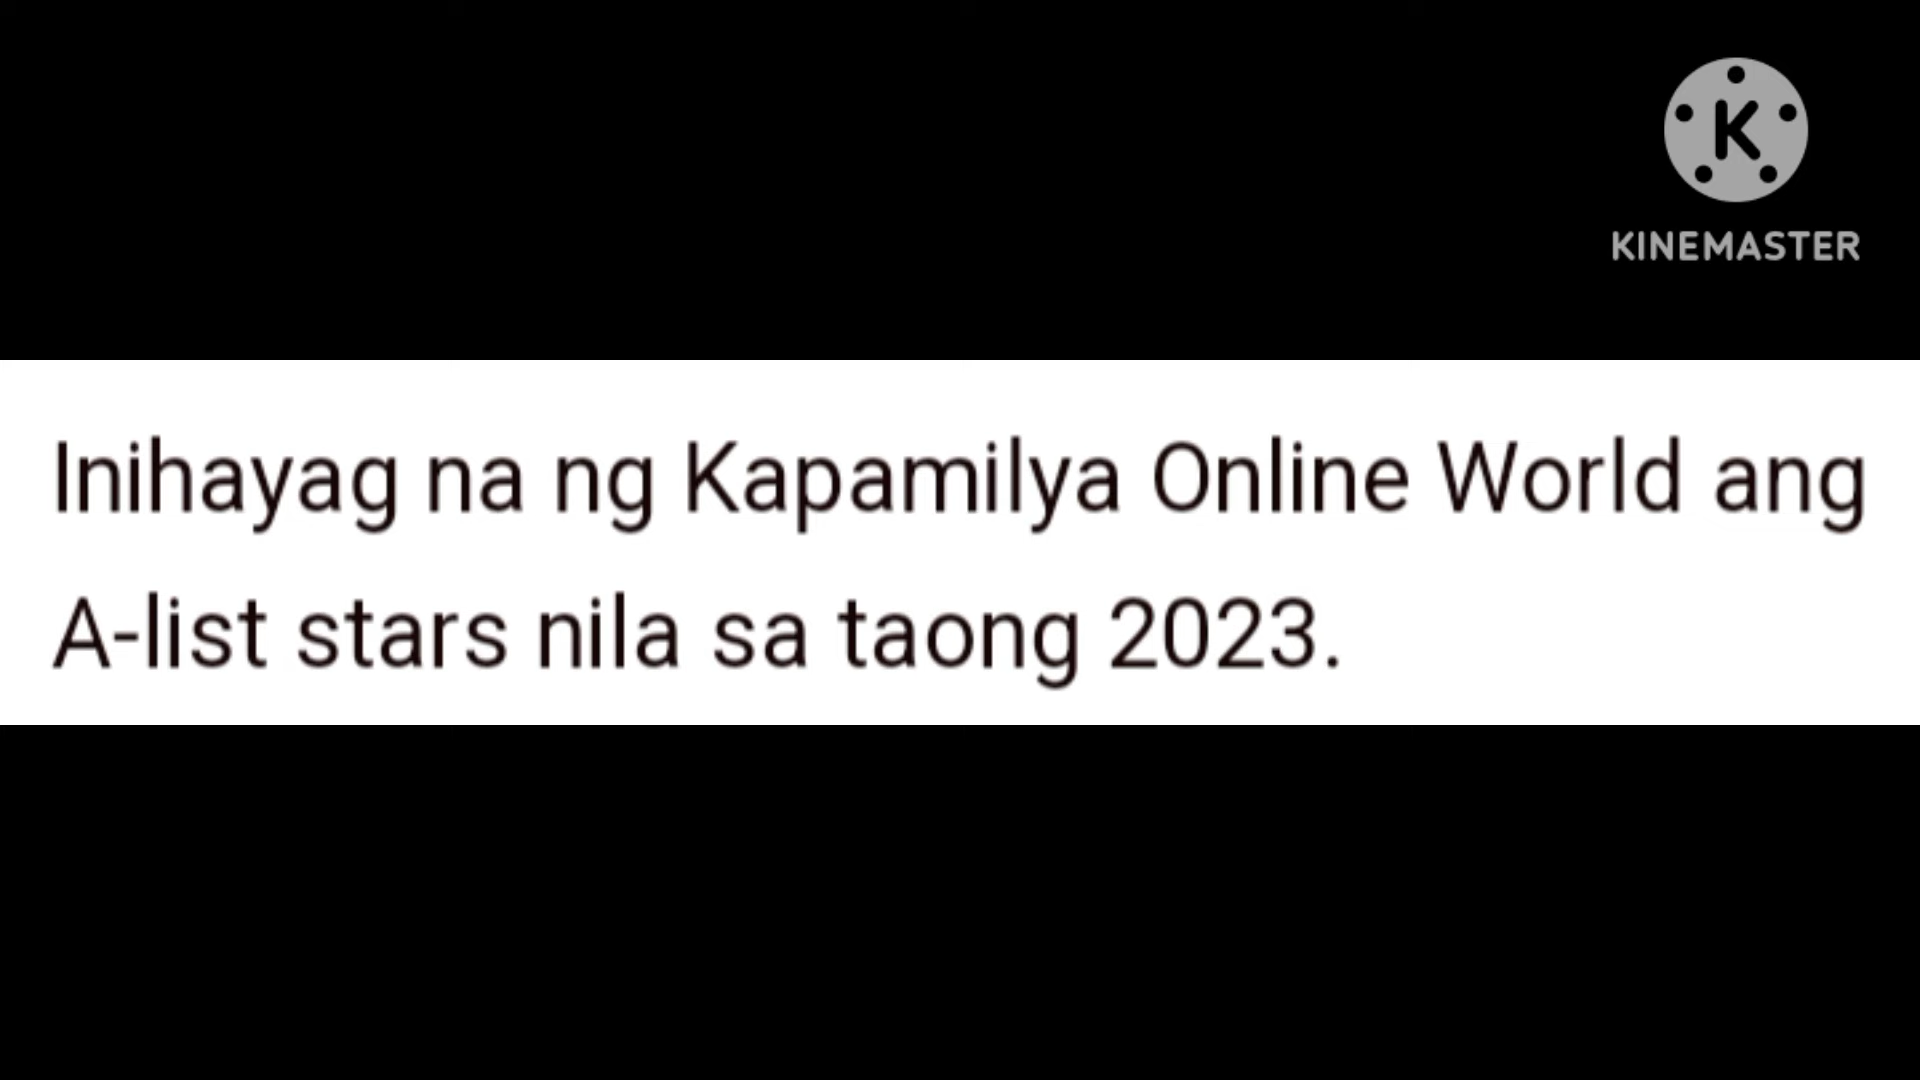 K
KINEMASTER
Inihayag na ng Kapamilya Online World ang
A-list stars nila sa taong 2023.